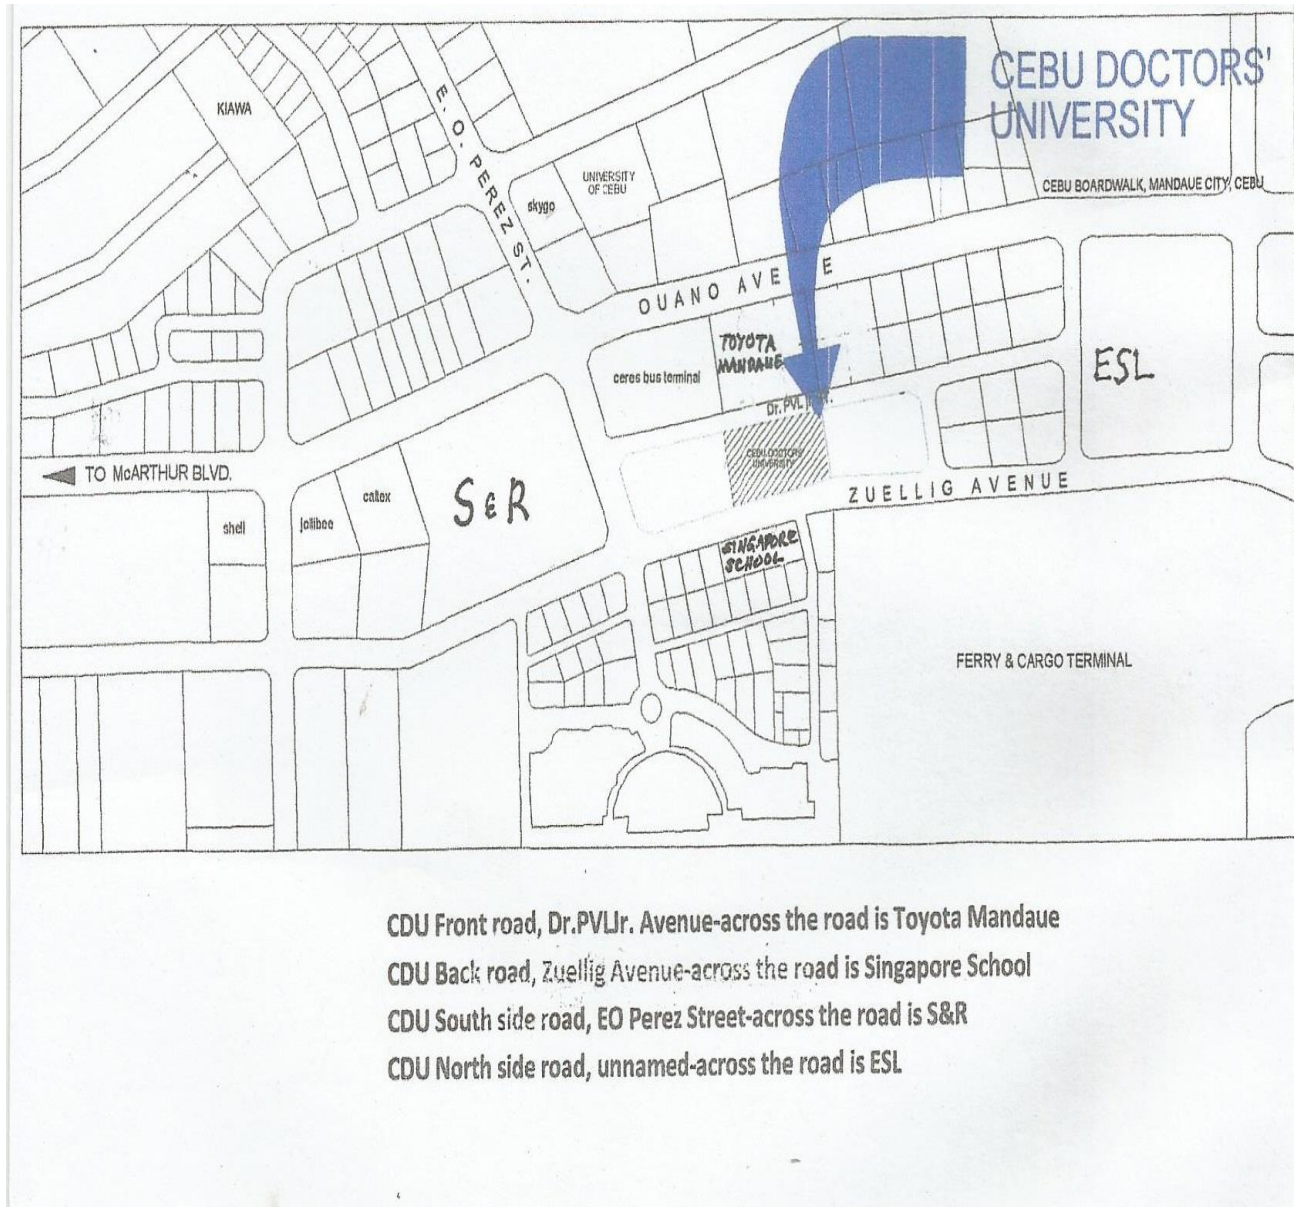 CEBU DOCTORS'
UNIVERSITY
CEBU BOARDWALK, MANDAUE CITY, CEBU
KIAWA
E. O. PEREZ ST.
UNIVERSITY
OF CEBU
skygo
OUANO AVE E
TOYOTA
MANDAUE
ceres bus terminal
Dr. PVL
CEBU DOCTORS'
UNIVERSITY
ESL
TO McARTHUR BLVD.
ZUELLIG AVENUE
S&R
caltex
jollibee
shell
SINGAPORE
SCHOOL
FERRY & CARGO TERMINAL
CDU Front road, Dr.PVLJr. Avenue-across the road is Toyota Mandaue
CDU Back road, Zuellig Avenue-across the road is Singapore School
CDU South side road, EO Perez Street-across the road is S&R
CDU North side road, unnamed-across the road is ESL